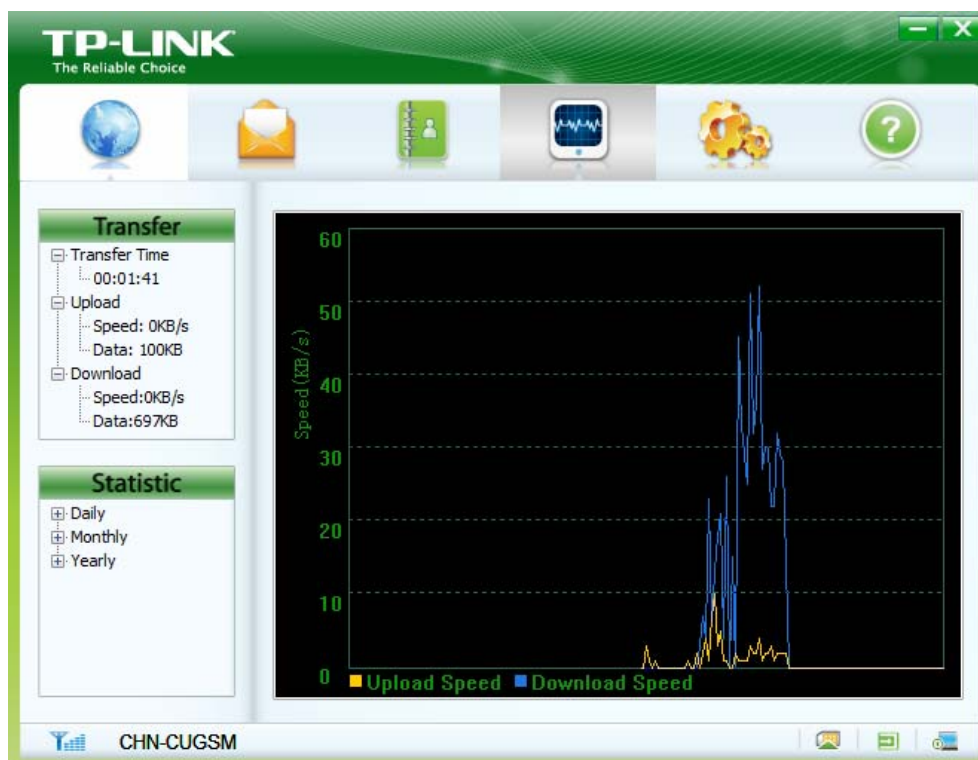 TP-LINK
The Reliable Choice
?
Transfer
Transfer Time
00:01:41
Upload
Speed: 0KB/s
Data: 100KB
Download
Speed:0KB/s
Data:697KB
Statistic
Daily
Monthly
Yearly
60
50
40
30
20
10
0
Speed(KB/s)
Upload Speed Download Speed
CHN-CUGSM